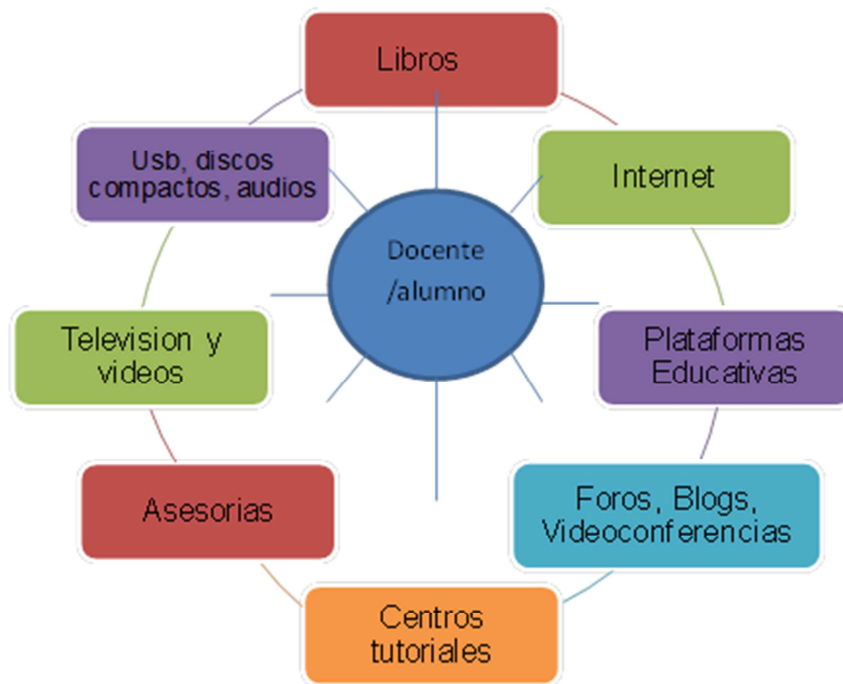 Libros
Usb, discos
compactos, audios
Internet
Docente
/alumno
Television y
videos
Plataformas
Educativas
Asesorias
Foros, Blogs,
Videoconferencias
Centros
tutoriales